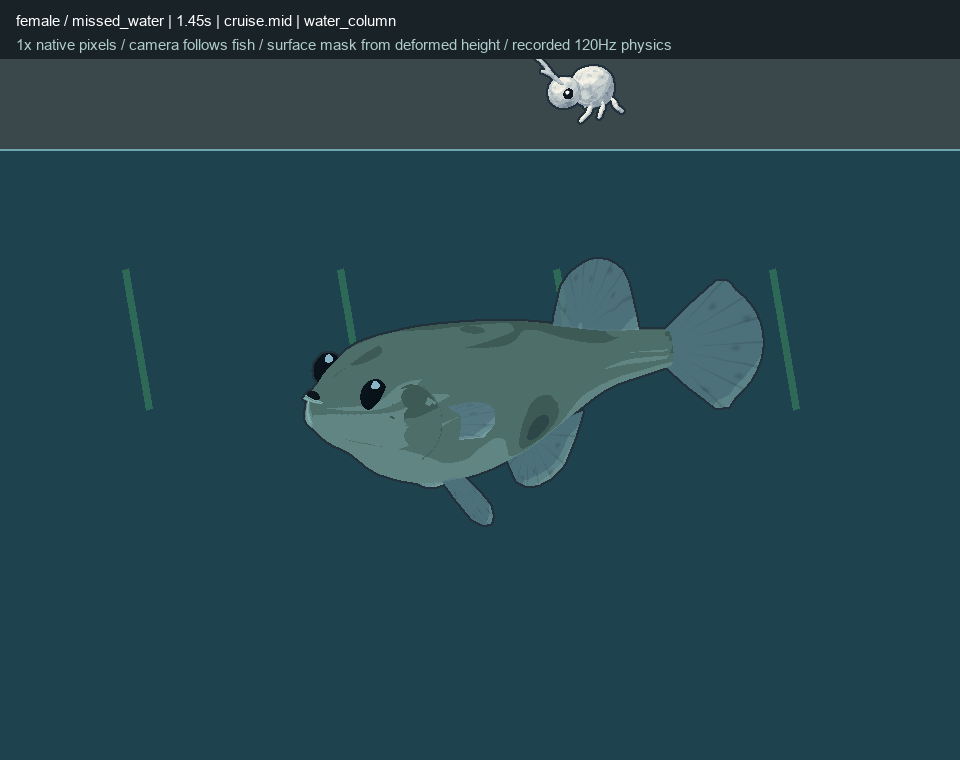 female / missed_water | 1.45s | cruise.mid | water_column
1x native pixels / camera follows fish / surface mask from deformed height / recorded 120Hz physics